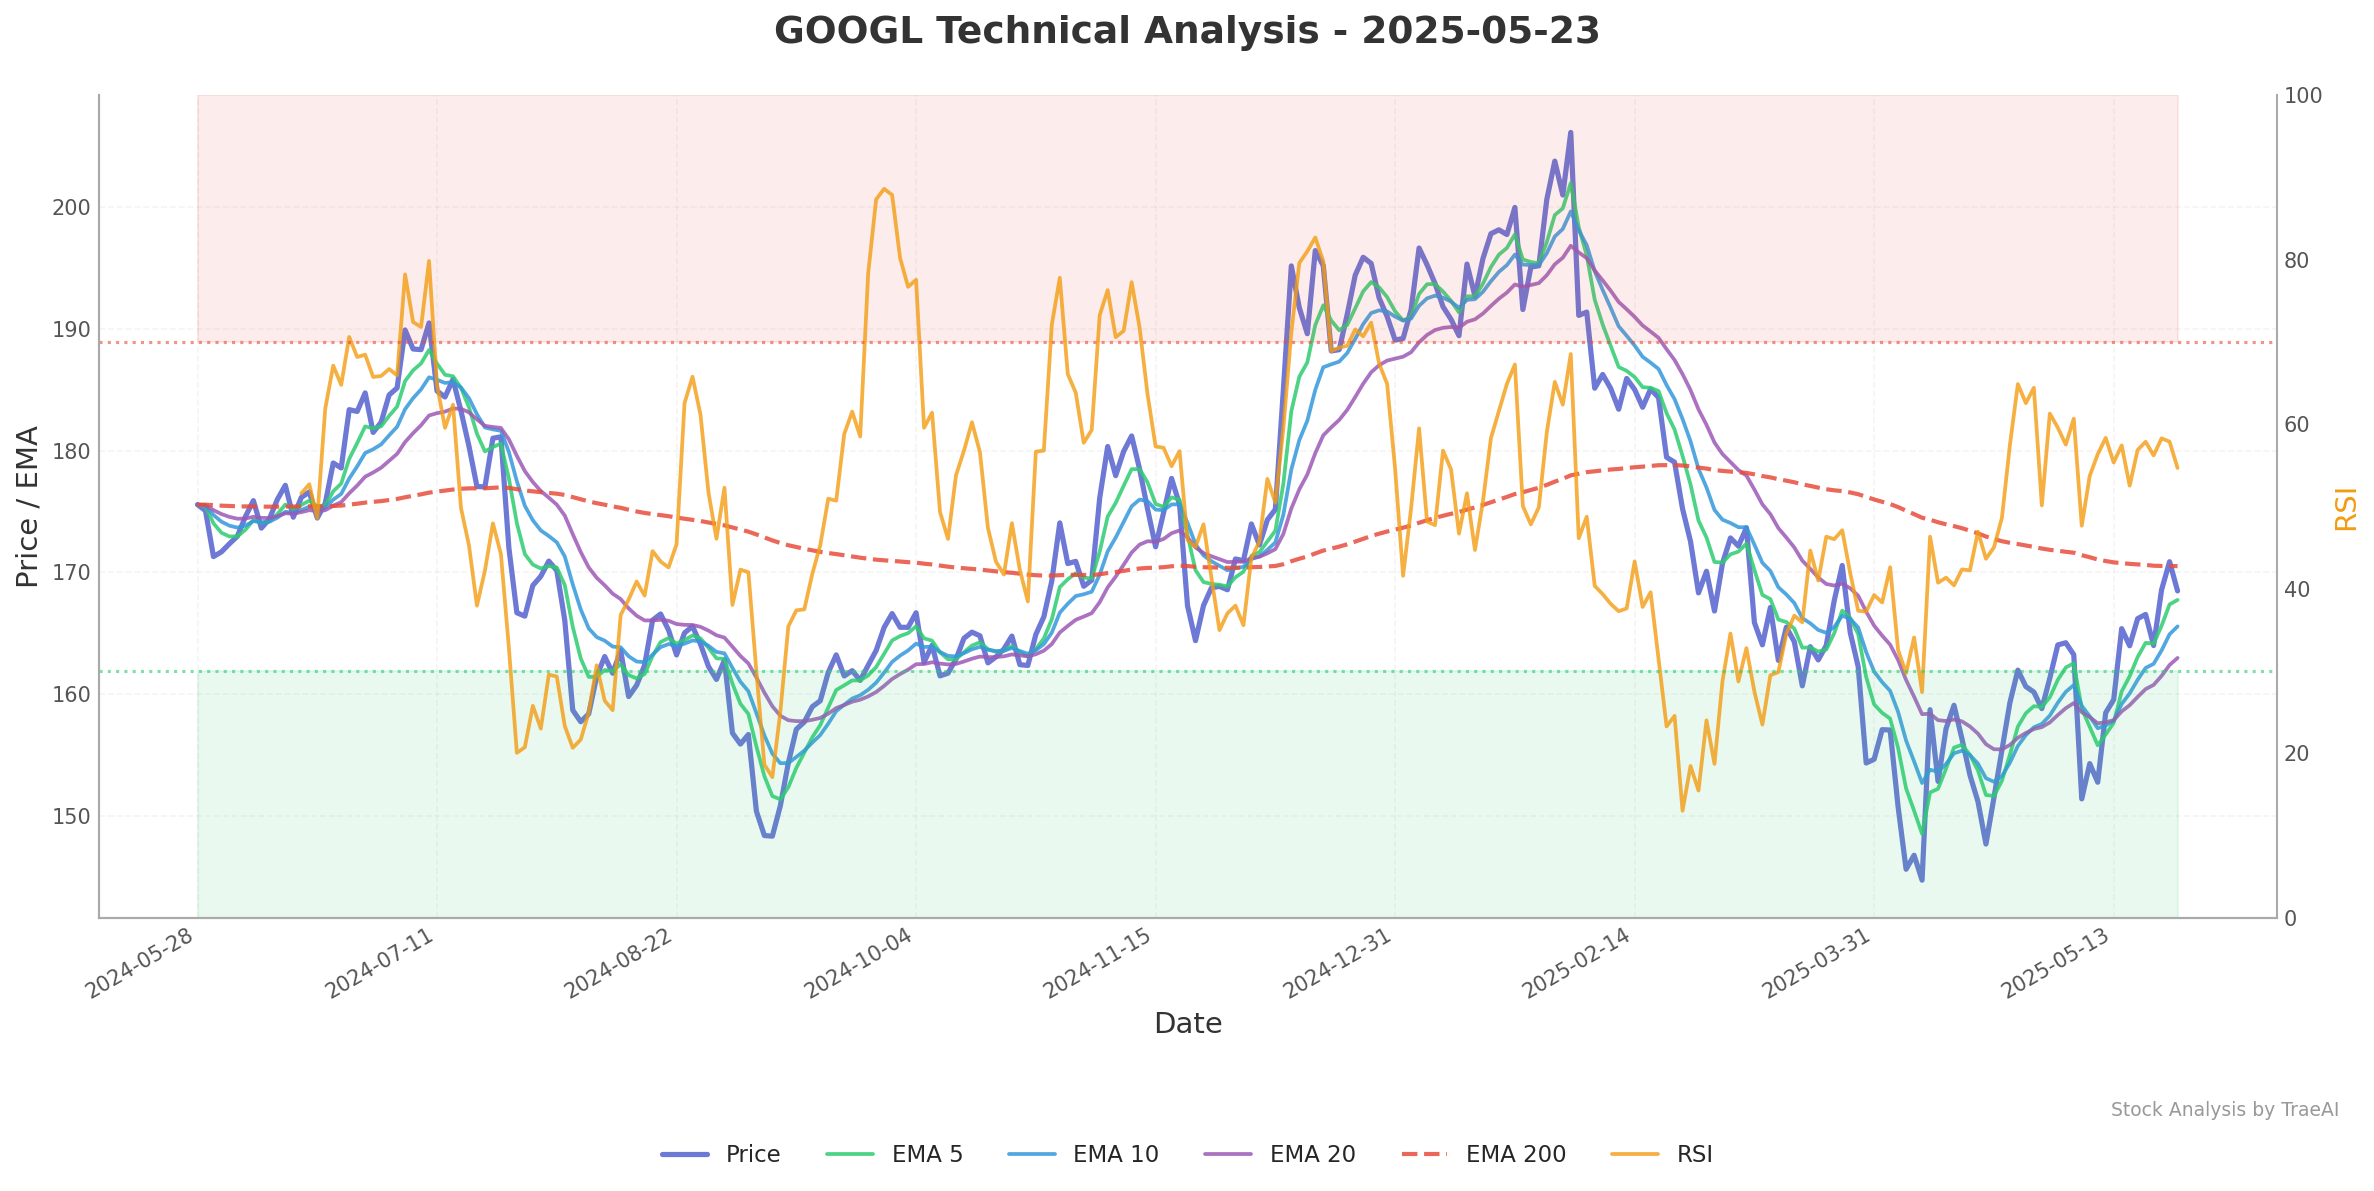 GOOGL Technical Analysis - 2025-05-23
Price / EMA
200
190
180
170
160
150
100
80
60
40
20
0
RSI
2024-05-28
2024-07-11
2024-08-22
2024-10-04
2024-11-15
2024-12-31
2025-02-14
2025-03-31
2025-05-13
Date
Stock Analysis by TraeAI
Price
EMA 5
EMA 10
EMA 20
EMA 200
RSI